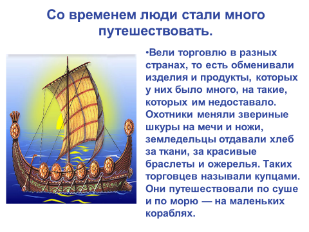 Со временем люди стали много
путешествовать.
•Вели торговлю в разных
странах, то есть обменивали
изделия и продукты, которых
у них было много, на такие,
которых им недоставало.
Охотники меняли звериные
шкуры на мечи и ножи,
земледельцы отдавали хлеб
за ткани, за красивые
браслеты и ожерелья. Таких
торговцев называли купцами.
Они путешествовали по суше
и по морю — на маленьких
кораблях.